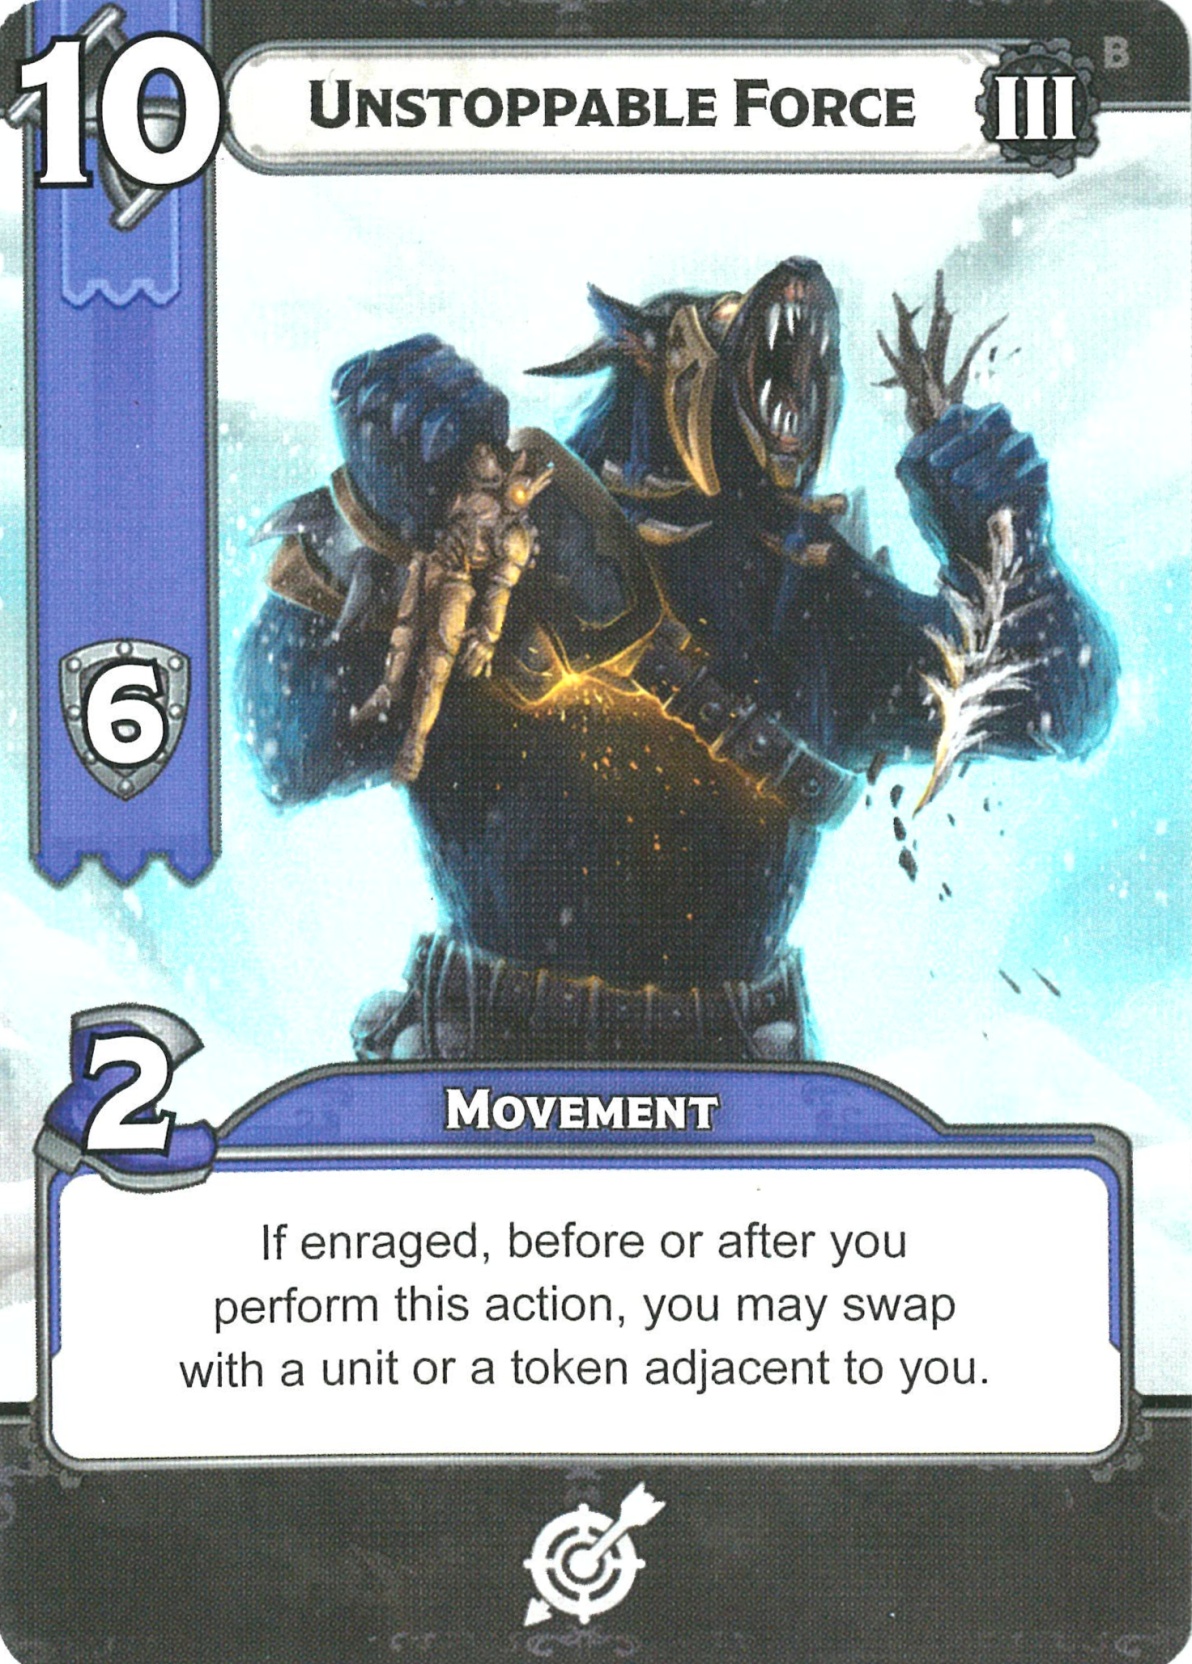 10
UNSTOPPABLE FORCE
III
B
6
2
MOVEMENT
If enraged, before or after you
perform this action, you may swap
with a unit or a token adjacent to you.